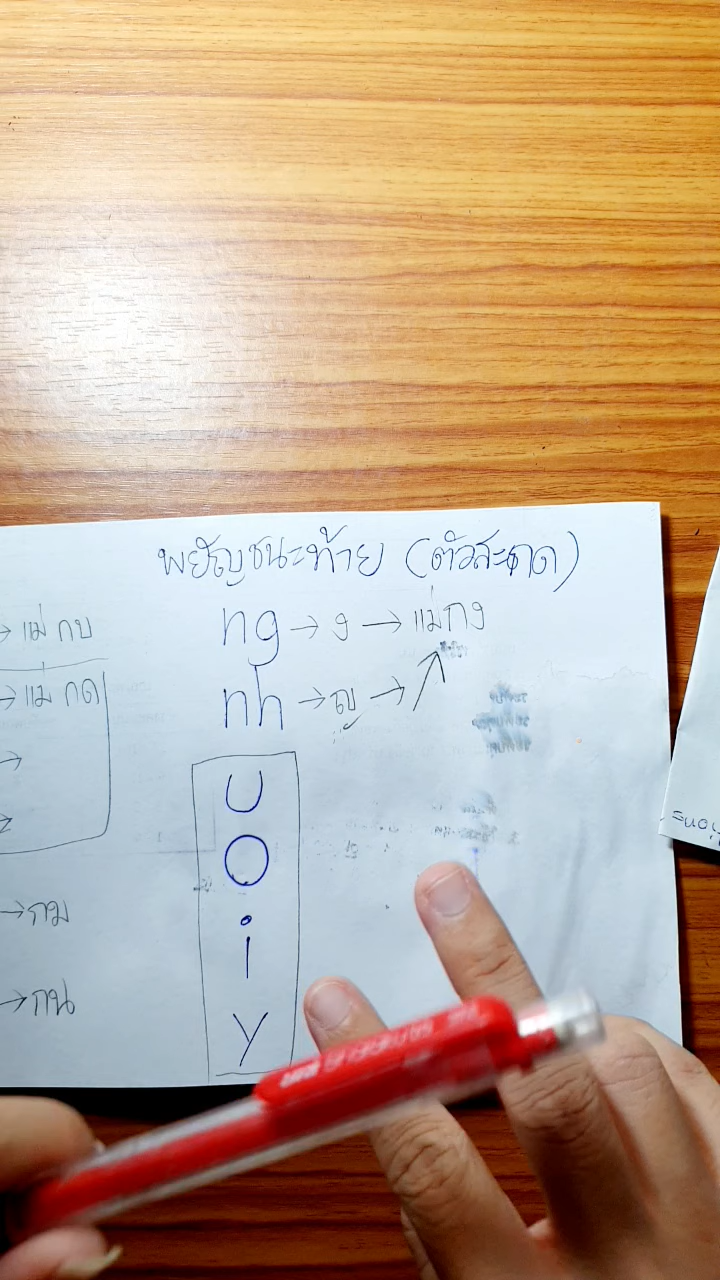 พยัญชนะท้าย (ตัวสะกด)
→ แม่ กบ
ng → ง → แม่กง
→ แม่ กด
nh → ญ →
u
o
i
→ กม
→ กน
y